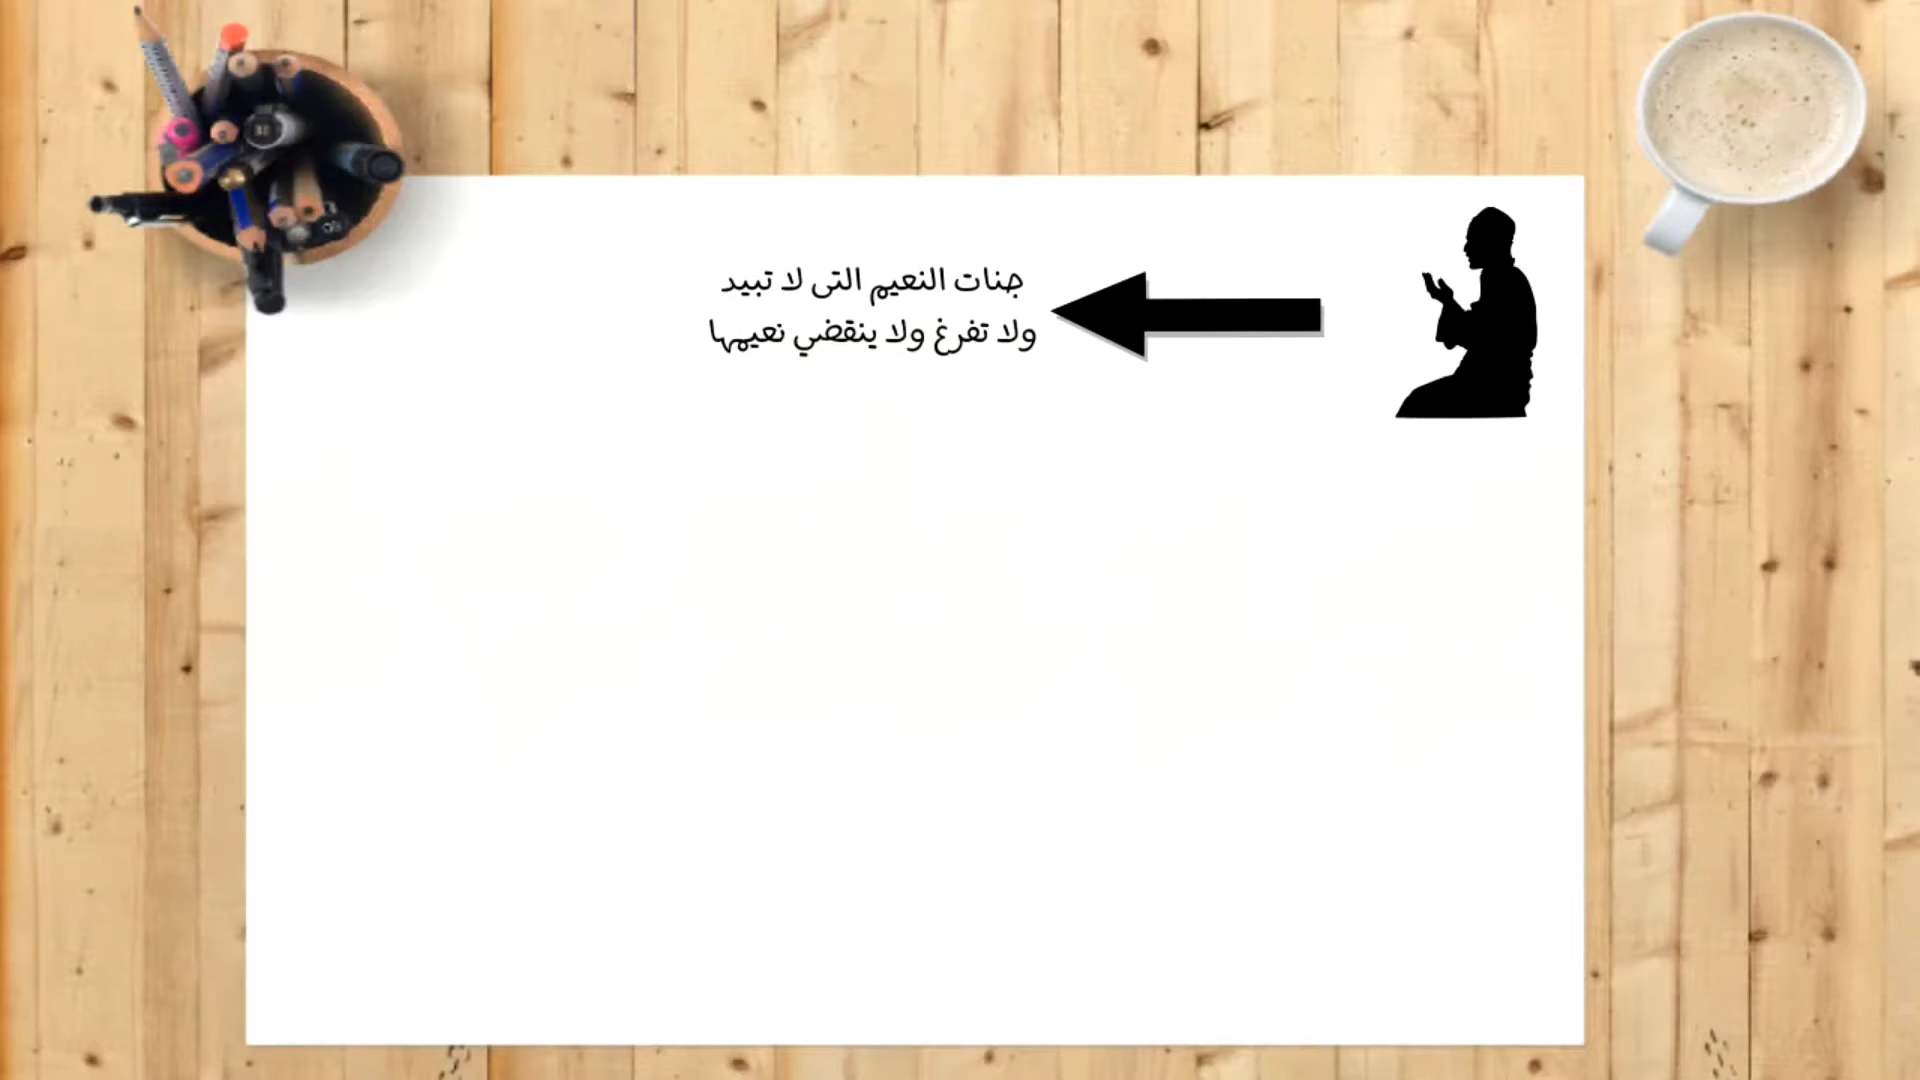 جنات النعيم التى لا تبيد
ولا تفرغ ولا ينقضي نعيمها